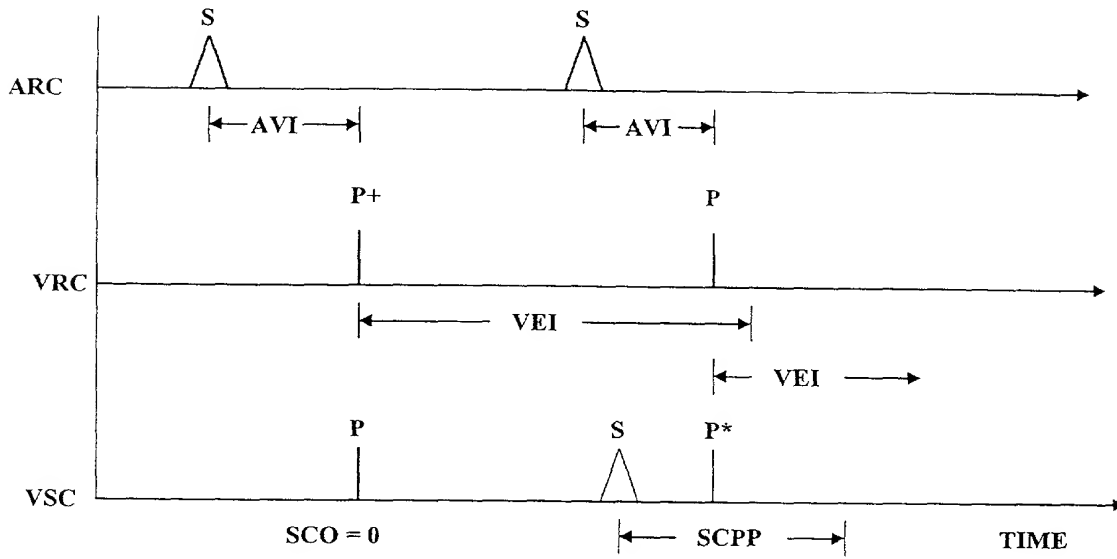 S S
ARC
AVI AVI
P+ P
VRC
VEI
VEI
P S P*
VSC
SCO = 0 SCPP TIME